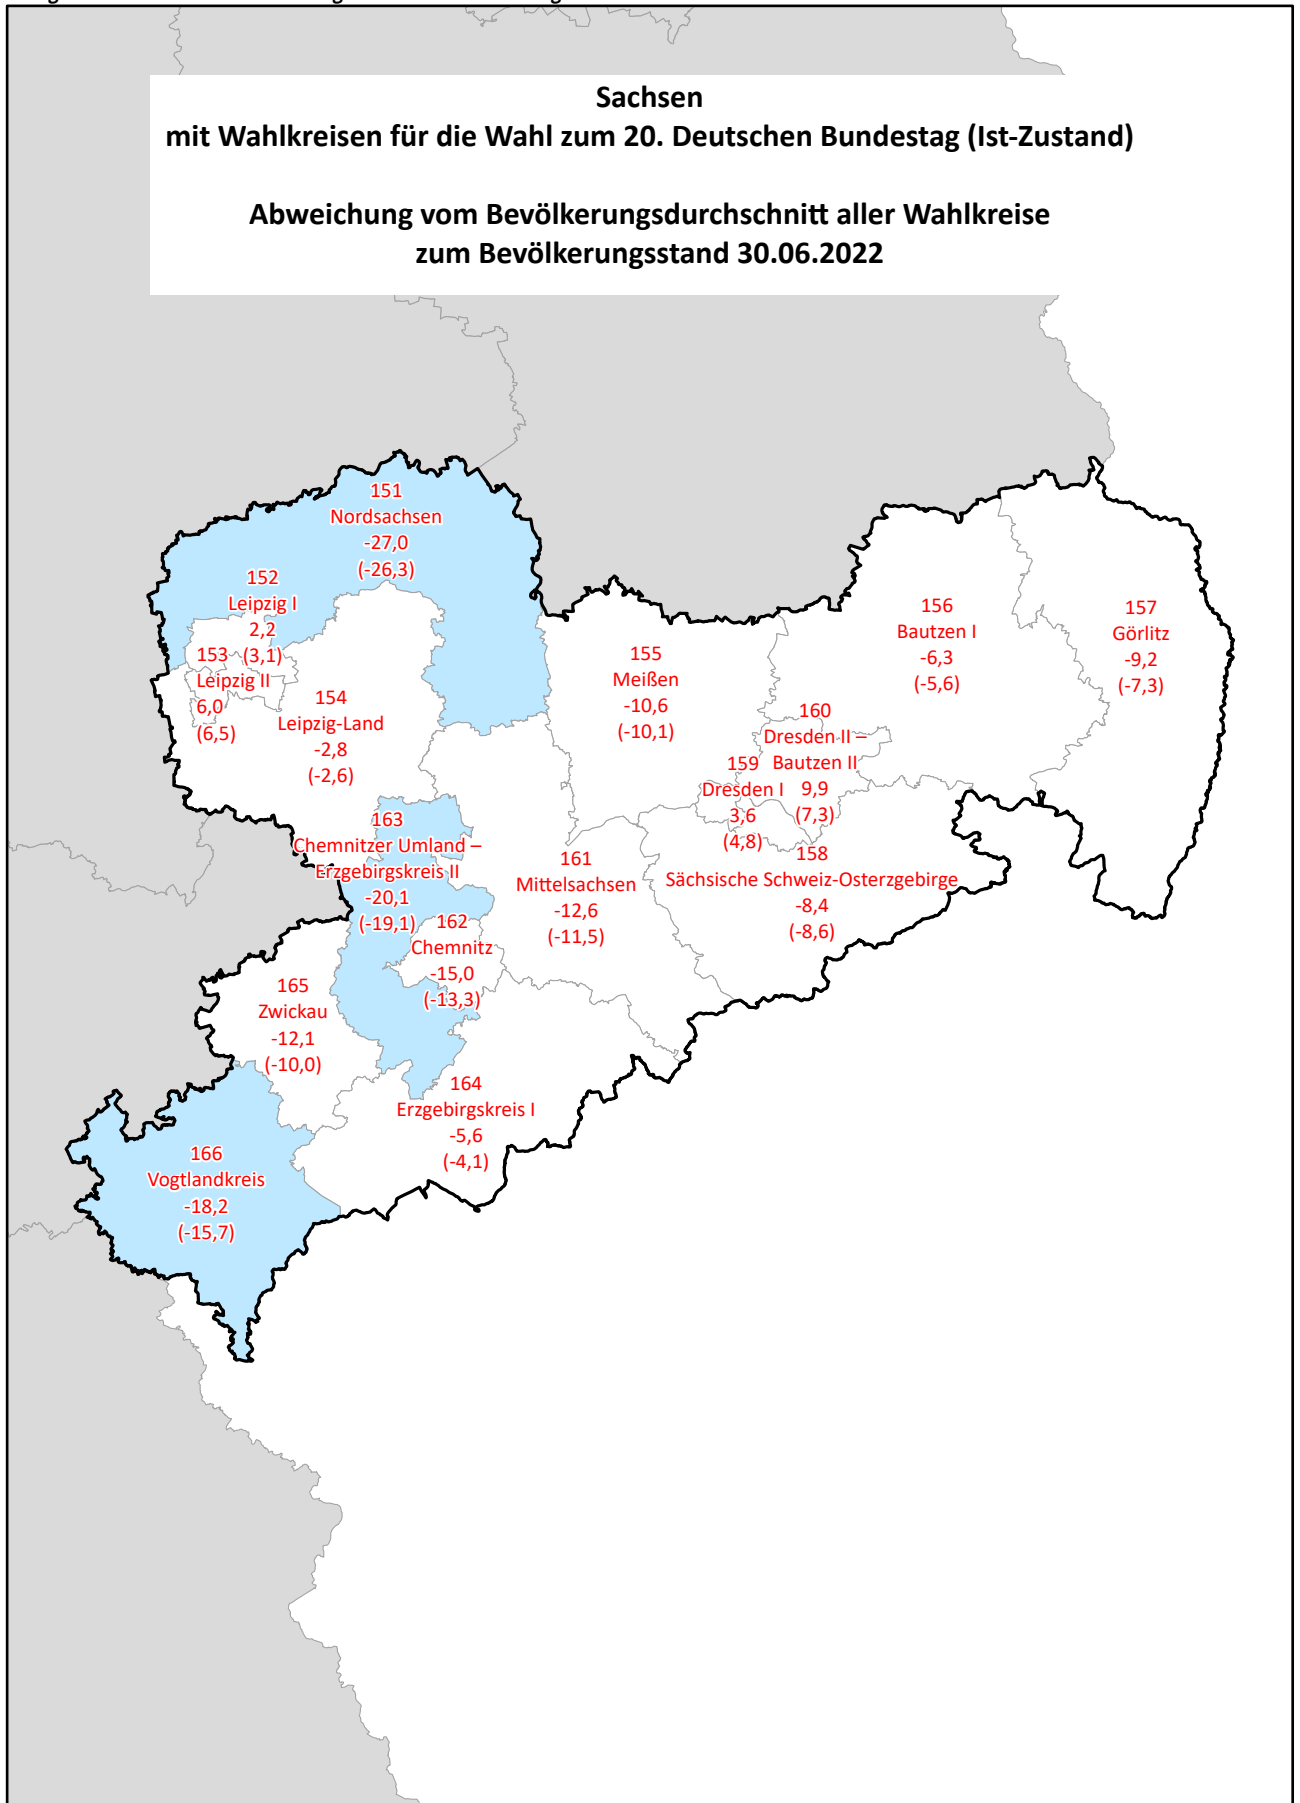 Sachsen
mit Wahlkreisen für die Wahl zum 20. Deutschen Bundestag (Ist-Zustand)
Abweichung vom Bevölkerungsdurchschnitt aller Wahlkreise
zum Bevölkerungsstand 30.06.2022
151
Nordsachsen
-27,0
(-26,3)
152
Leipzig I
2,2
(3,1)
153
Leipzig II
6,0
(6,5)
154
Leipzig-Land
-2,8
(-2,6)
155
Meißen
-10,6
(-10,1)
156
Bautzen I
-6,3
(-5,6)
157
Görlitz
-9,2
(-7,3)
160
Dresden II –
Bautzen II
9,9
(7,3)
159
Dresden I
3,6
(4,8)
158
Sächsische Schweiz-Osterzgebirge
-8,4
(-8,6)
163
Chemnitzer Umland –
Erzgebirgskreis II
-20,1
(-19,1)
161
Mittelsachsen
-12,6
(-11,5)
162
Chemnitz
-15,0
(-13,3)
165
Zwickau
-12,1
(-10,0)
164
Erzgebirgskreis I
-5,6
(-4,1)
166
Vogtlandkreis
-18,2
(-15,7)